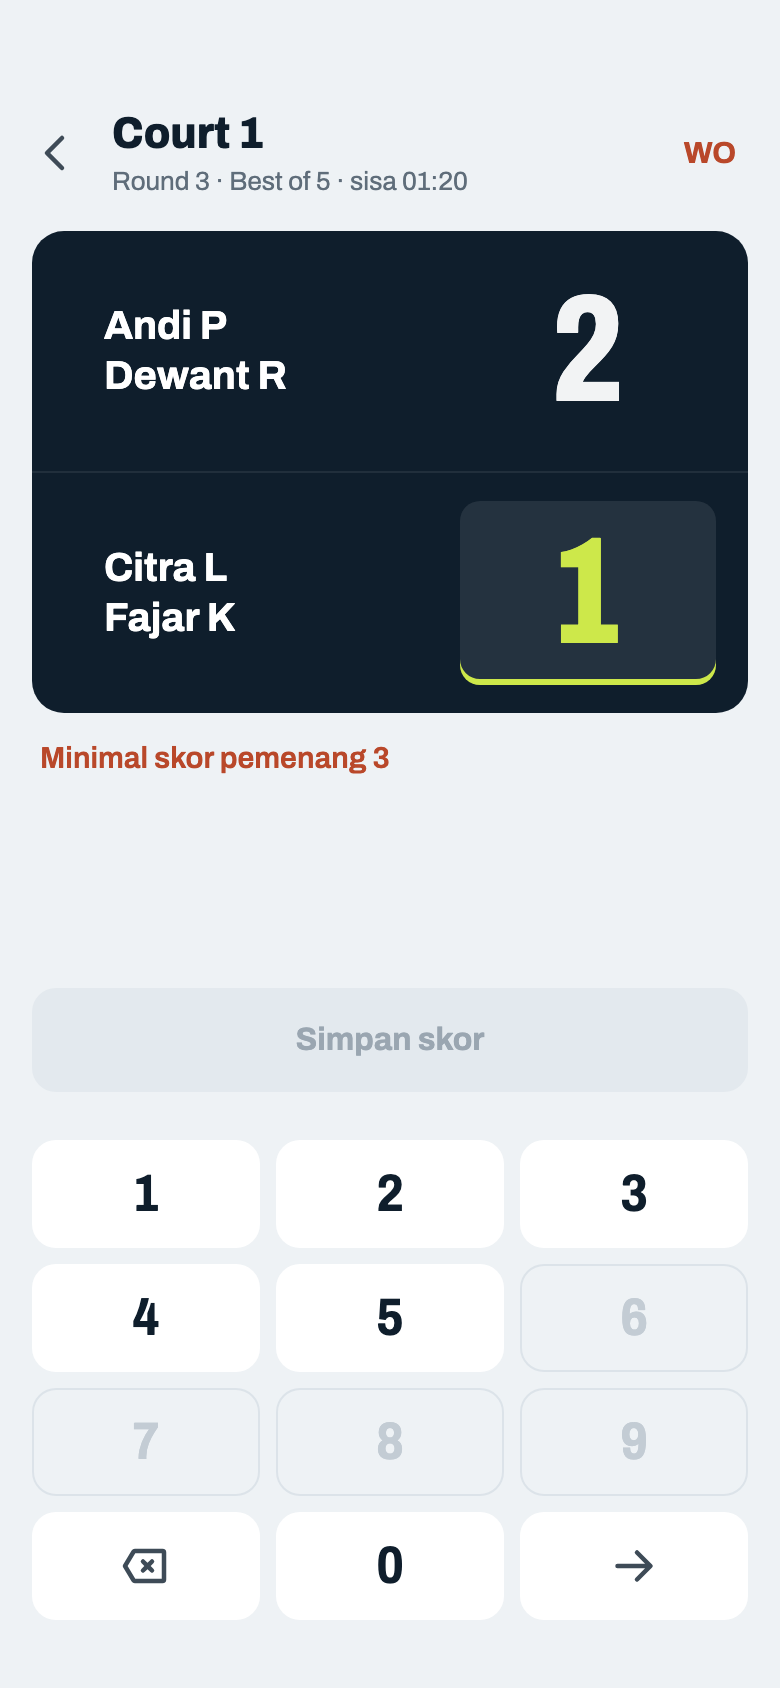 Court 1
Round 3 · Best of 5 · sisa 01:20
WO
Andi P
Dewant R
2
Citra L
Fajar K
1
Minimal skor pemenang 3
Simpan skor
1 2 3
4 5 6
7 8 9
0